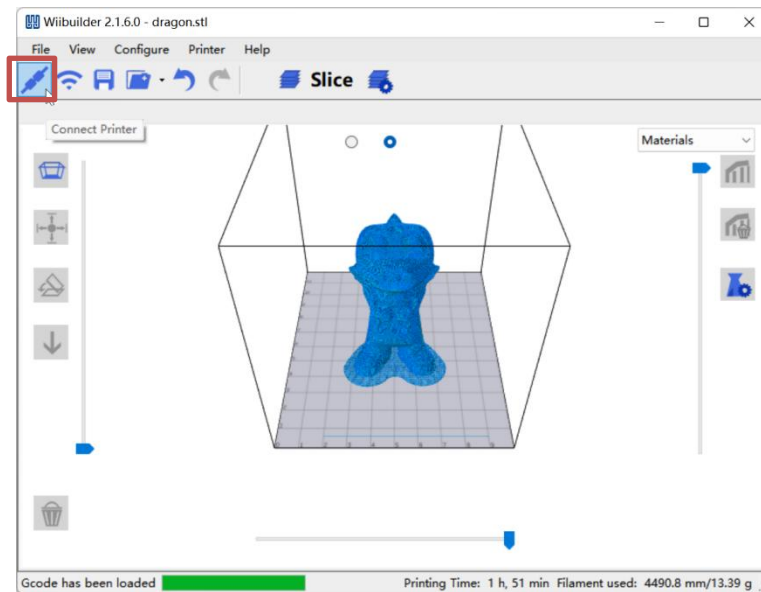 Wiibuilder 2.1.6.0 - dragon.stl
File View Configure Printer Help
Slice
Connect Printer
Materials
Gcode has been loaded
Printing Time: 1 h, 51 min Filament used: 4490.8 mm/13.39 g